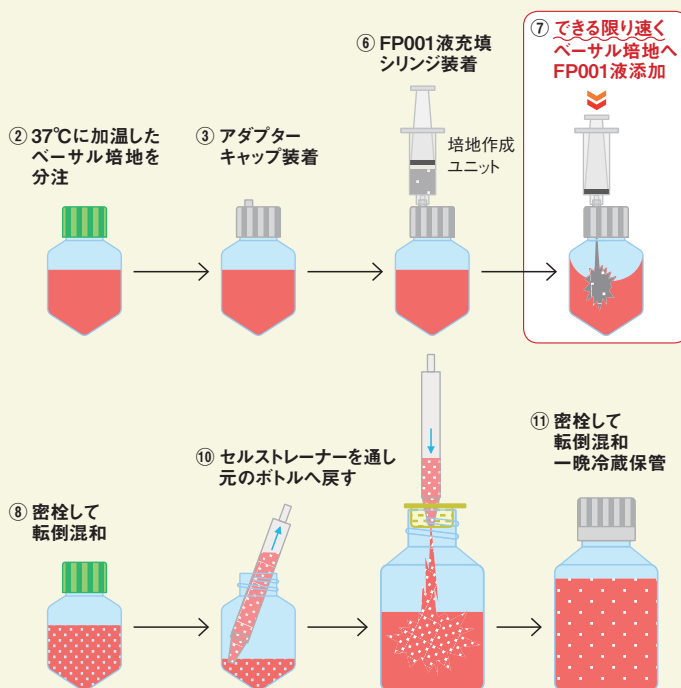 ② 37℃に加温した
ベーサル培地を
分注
③ アダプター
キャップ装着
⑥ FP001液充填
シリンジ装着
培地作成
ユニット
⑦ できる限り速く
ベーサル培地へ
FP001液添加
⑧ 密栓して
転倒混和
⑩ セルストレーナーを通し
元のボトルへ戻す
⑪ 密栓して
転倒混和
一晩冷蔵保管